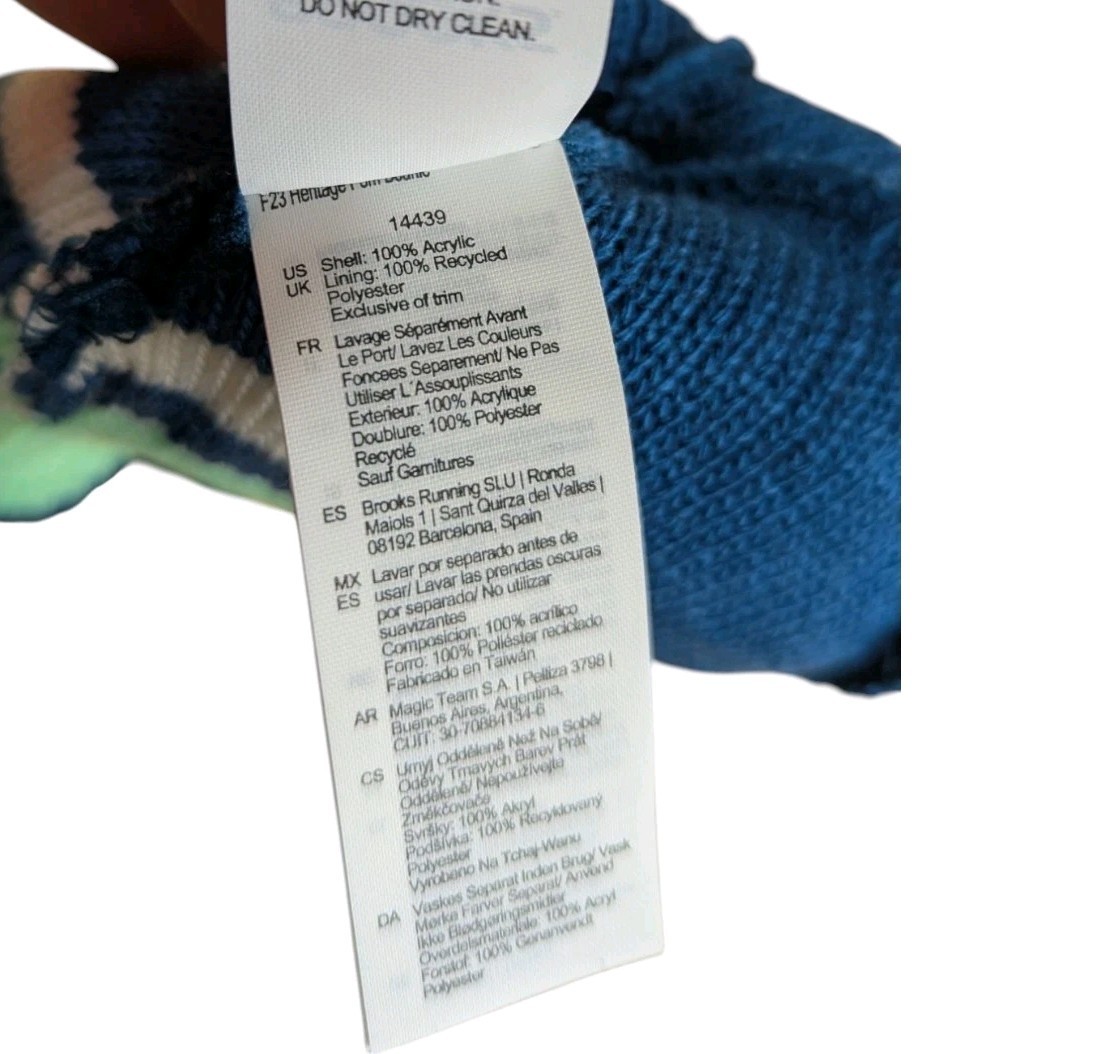 DO NOT DRY CLEAN.
F23 Heritage Pom Beanie
14439
US Shell: 100% Acrylic
UK Lining: 100% Recycled
Polyester
Exclusive of trim
FR Lavage Séparément Avant
Le Port/ Lavez Les Couleurs
Foncees Separement/ Ne Pas
Utiliser L'Assouplissants
Exterieur: 100% Acrylique
Doublure: 100% Polyester
Recyclé
Sauf Garnitures
ES Brooks Running SLU | Ronda
Maiols 1 | Sant Quirza del Valles |
08192 Barcelona, Spain
MX Lavar por separado antes de
ES usar/ Lavar las prendas oscuras
por separado/ No utilizar
suavizantes
Composicion: 100% acrílico
Forro: 100% Poliéster reciclado
Fabricado en Taiwán
AR Magic Team S.A. | Pelliza 3798 |
Buenos Aires, Argentina,
CUIT: 30-70884134-6
CS Umyj Odděleně Než Na Sobě/
Oděvy Tmavych Barev Prát
Odděleně/ Nepoužívejte
Změkčovače
Svršky: 100% Akryl
Podšívka: 100% Recyklovaný
Polyester
Vyrobeno Na Tchaj-Wanu
DA Vaskes Separat Inden Brug/ Vask
Mørke Farver Separat/ Anvend
Ikke Blødgøringsmidler
Overdelsmateriale: 100% Acryl
Forstof: 100% Genanvendt
Polyester